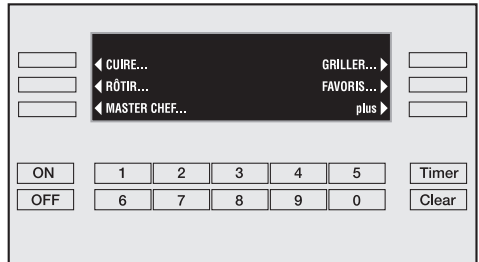 CUIRE... GRILLER...
RÔTIR... FAVORIS...
MASTER CHEF... plus
ON 1 2 3 4 5 Timer
OFF 6 7 8 9 0 Clear